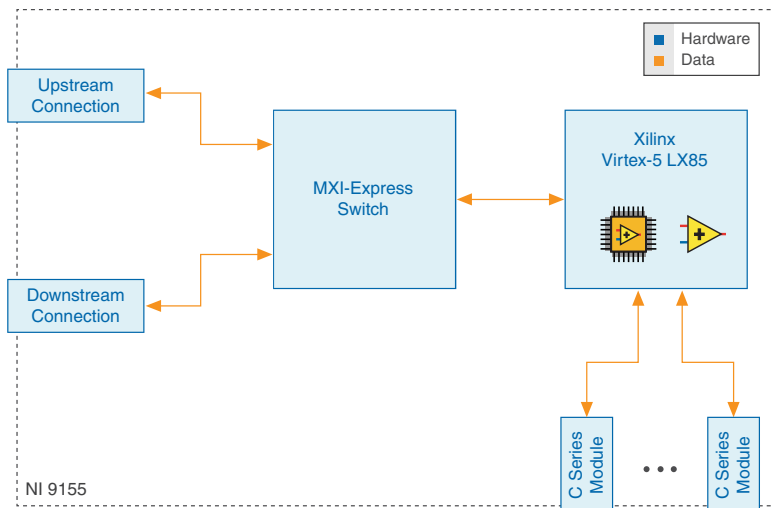 Hardware
Data
Upstream
Connection
MXI-Express
Switch
Xilinx
Virtex-5 LX85
Downstream
Connection
C Series
Module
C Series
Module
NI 9155